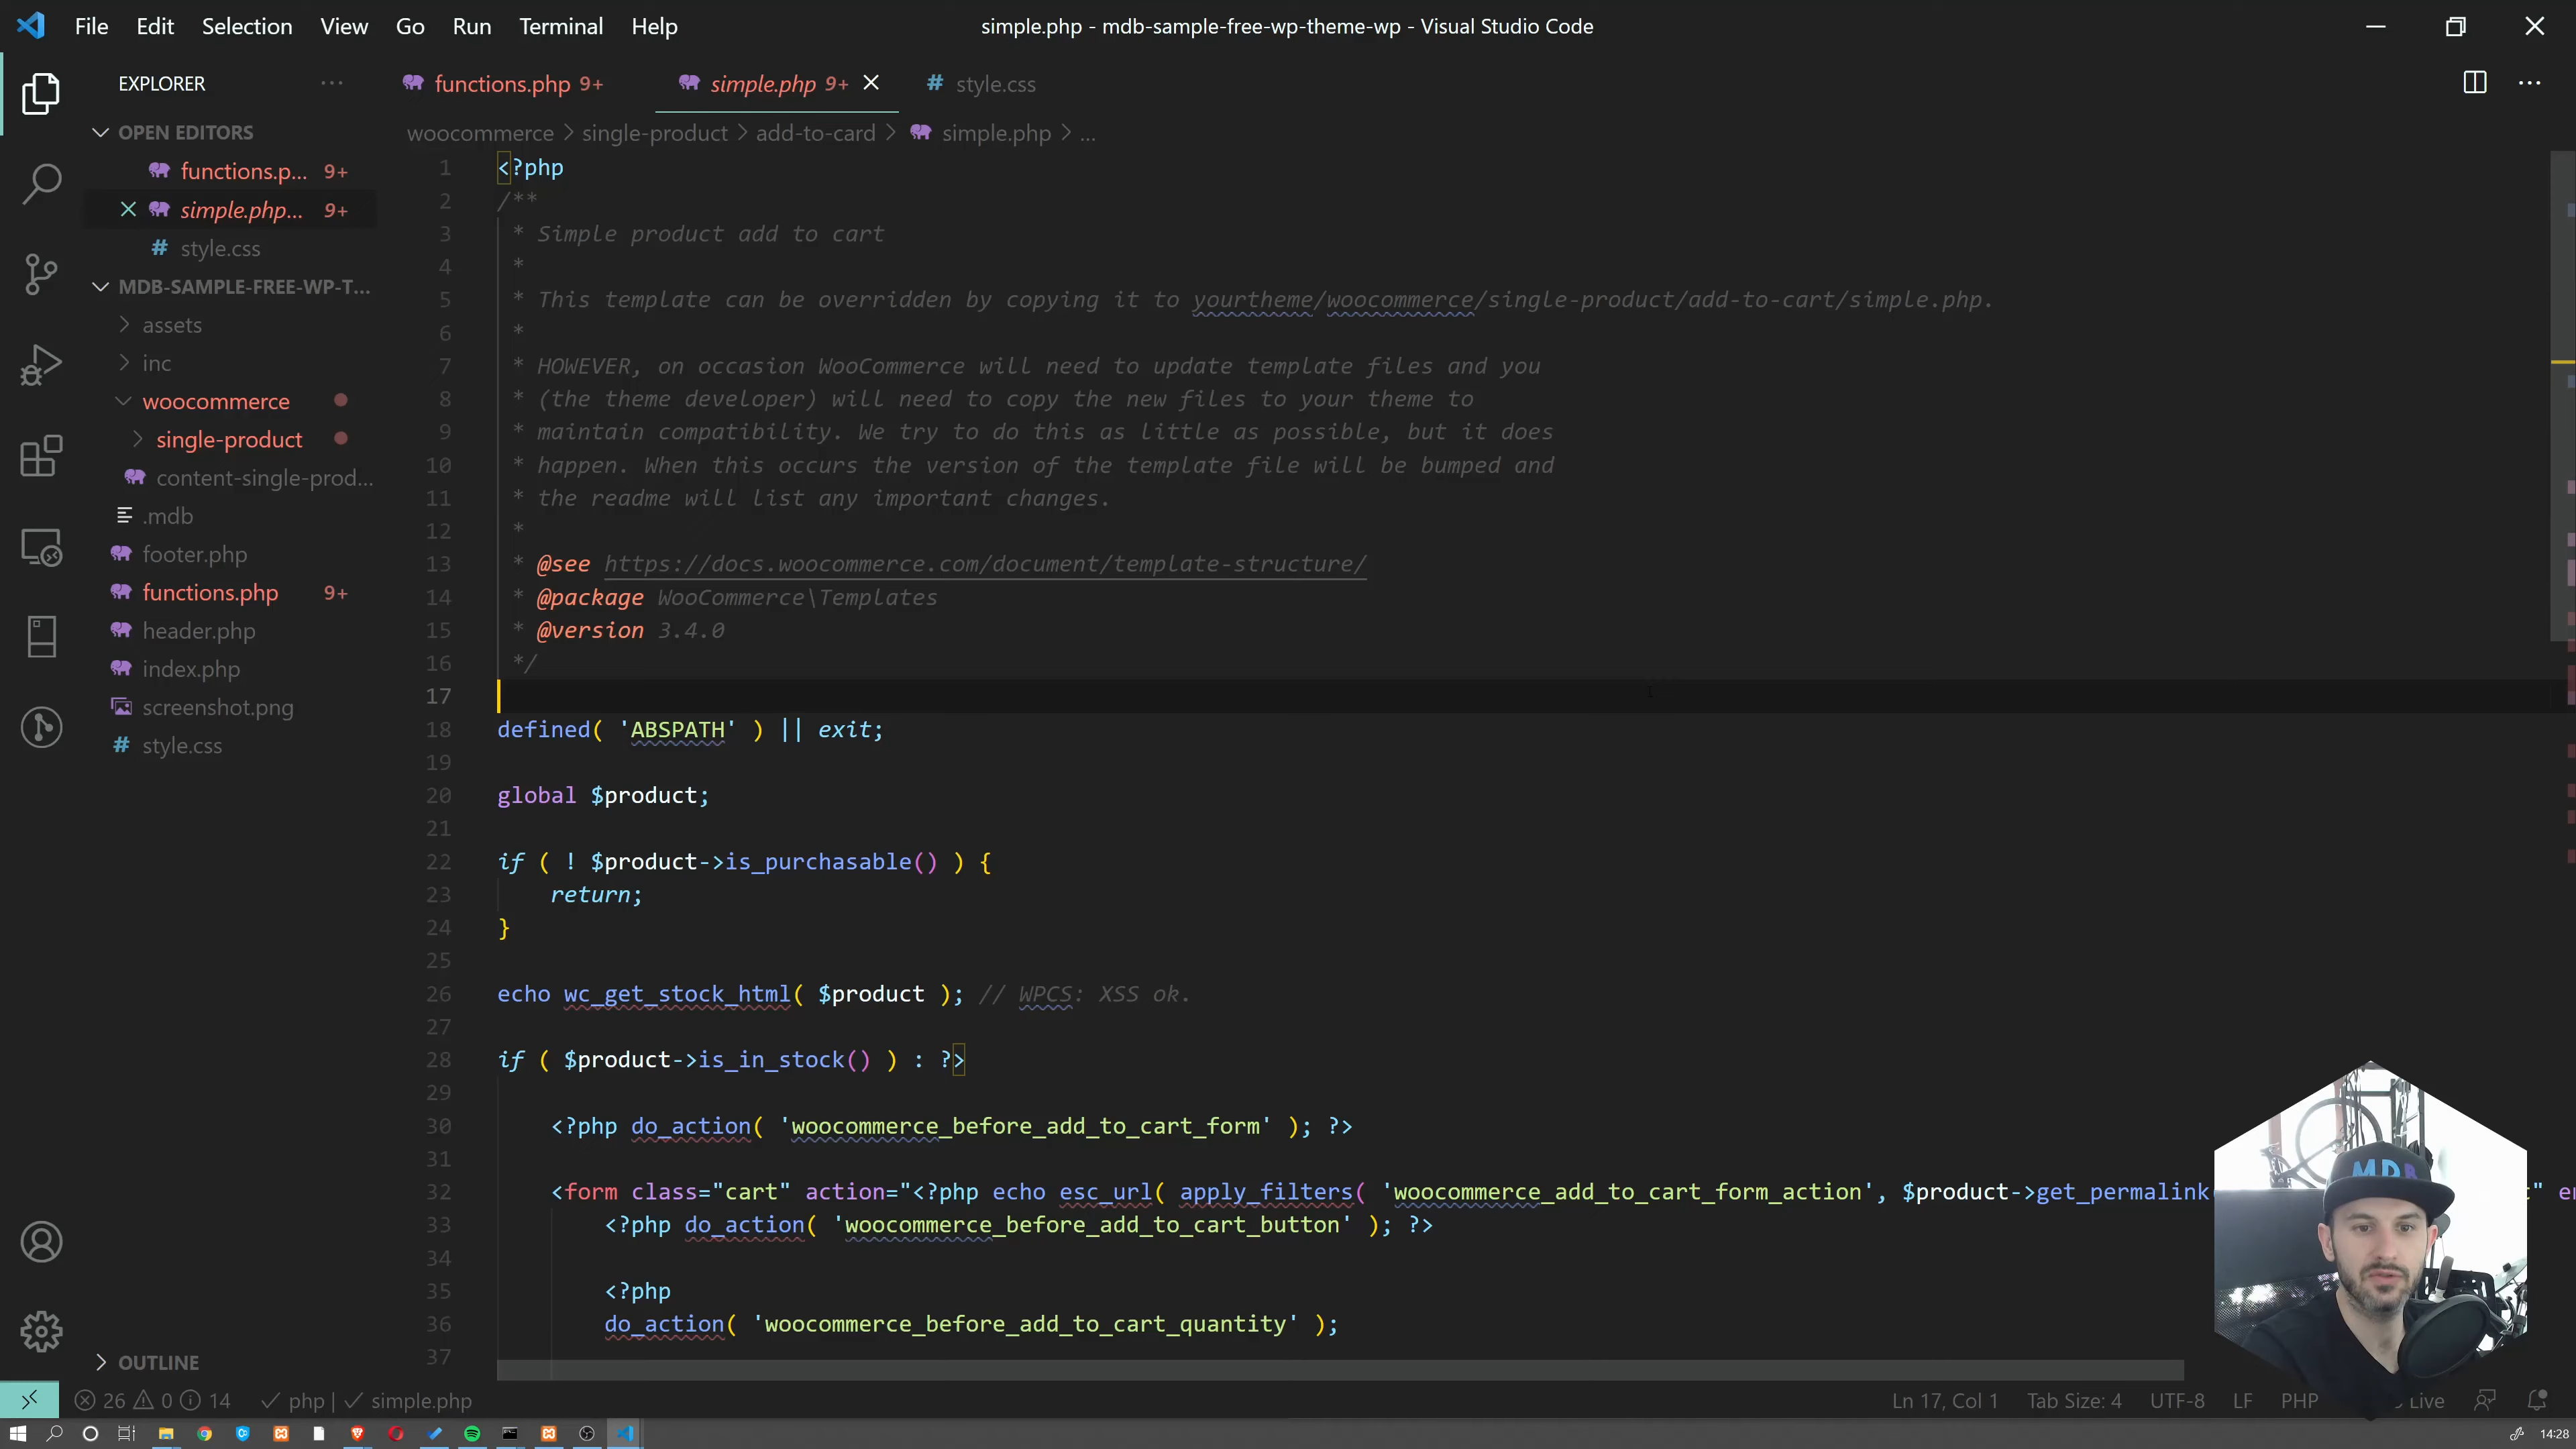 File Edit Selection View Go Run Terminal Help
simple.php - mdb-sample-free-wp-theme-wp - Visual Studio Code
EXPLORER
functions.php 9+
simple.php 9+
# style.css
OPEN EDITORS
functions.p... 9+
simple.php... 9+
# style.css
MDB-SAMPLE-FREE-WP-T...
assets
inc
woocommerce
single-product
content-single-prod...
.mdb
footer.php
functions.php 9+
header.php
index.php
screenshot.png
# style.css
OUTLINE
woocommerce > single-product > add-to-card > simple.php > ...
1 <?php
2 /**
3 * Simple product add to cart
4 *
5 * This template can be overridden by copying it to yourtheme/woocommerce/single-product/add-to-cart/simple.php.
6 *
7 * HOWEVER, on occasion WooCommerce will need to update template files and you
8 * (the theme developer) will need to copy the new files to your theme to
9 * maintain compatibility. We try to do this as little as possible, but it does
10 * happen. When this occurs the version of the template file will be bumped and
11 * the readme will list any important changes.
12 *
13 * @see https://docs.woocommerce.com/document/template-structure/
14 * @package WooCommerce\Templates
15 * @version 3.4.0
16 */
17
18 defined( 'ABSPATH' ) || exit;
19
20 global $product;
21
22 if ( ! $product->is_purchasable() ) {
23 return;
24 }
25
26 echo wc_get_stock_html( $product ); // WPCS: XSS ok.
27
28 if ( $product->is_in_stock() ) : ?>
29
30 <?php do_action( 'woocommerce_before_add_to_cart_form' ); ?>
31
32 <form class="cart" action="<?php echo esc_url( apply_filters( 'woocommerce_add_to_cart_form_action', $product->get_permalink
33 <?php do_action( 'woocommerce_before_add_to_cart_button' ); ?>
34
35 <?php
36 do_action( 'woocommerce_before_add_to_cart_quantity' );
37
MDB
26 0 14 php | simple.php
Ln 17, Col 1 Tab Size: 4 UTF-8 LF PHP Live
14:28